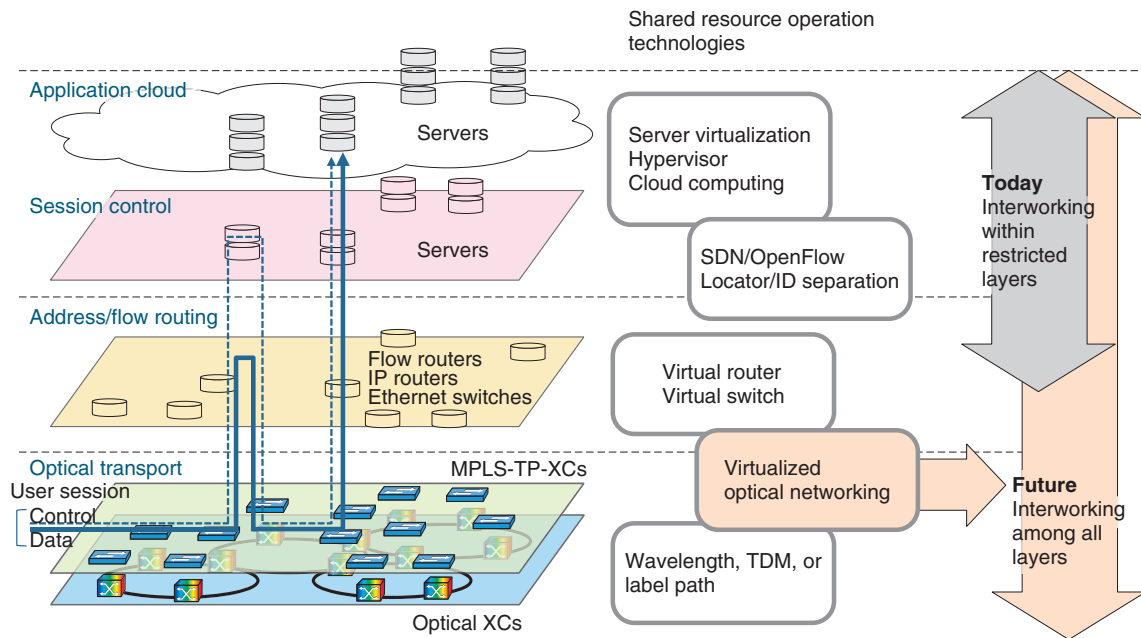 Shared resource operation
technologies
Application cloud
Servers
Server virtualization
Hypervisor
Cloud computing
Session control
Servers
SDN/OpenFlow
Locator/ID separation
Today
Interworking
within
restricted
layers
Address/flow routing
Flow routers
IP routers
Ethernet switches
Virtual router
Virtual switch
Optical transport
MPLS-TP-XCs
User session
Control
Data
Virtualized
optical networking
Future
Interworking
among all
layers
Wavelength, TDM, or
label path
Optical XCs